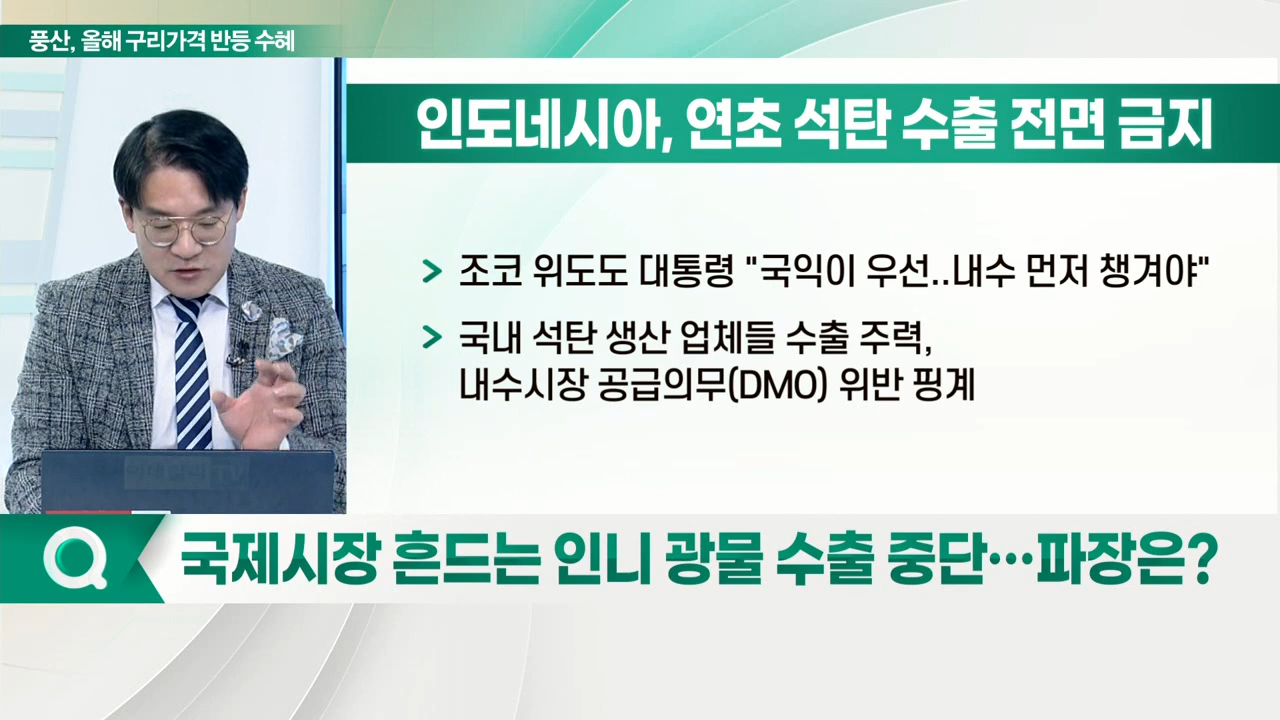 풍산, 올해 구리가격 반등 수혜
인도네시아, 연초 석탄 수출 전면 금지
> 조코 위도도 대통령 "국익이 우선..내수 먼저 챙겨야"
> 국내 석탄 생산 업체들 수출 주력,
내수시장 공급의무(DMO) 위반 핑계
Q 국제시장 흔드는 인니 광물 수출 중단…파장은?